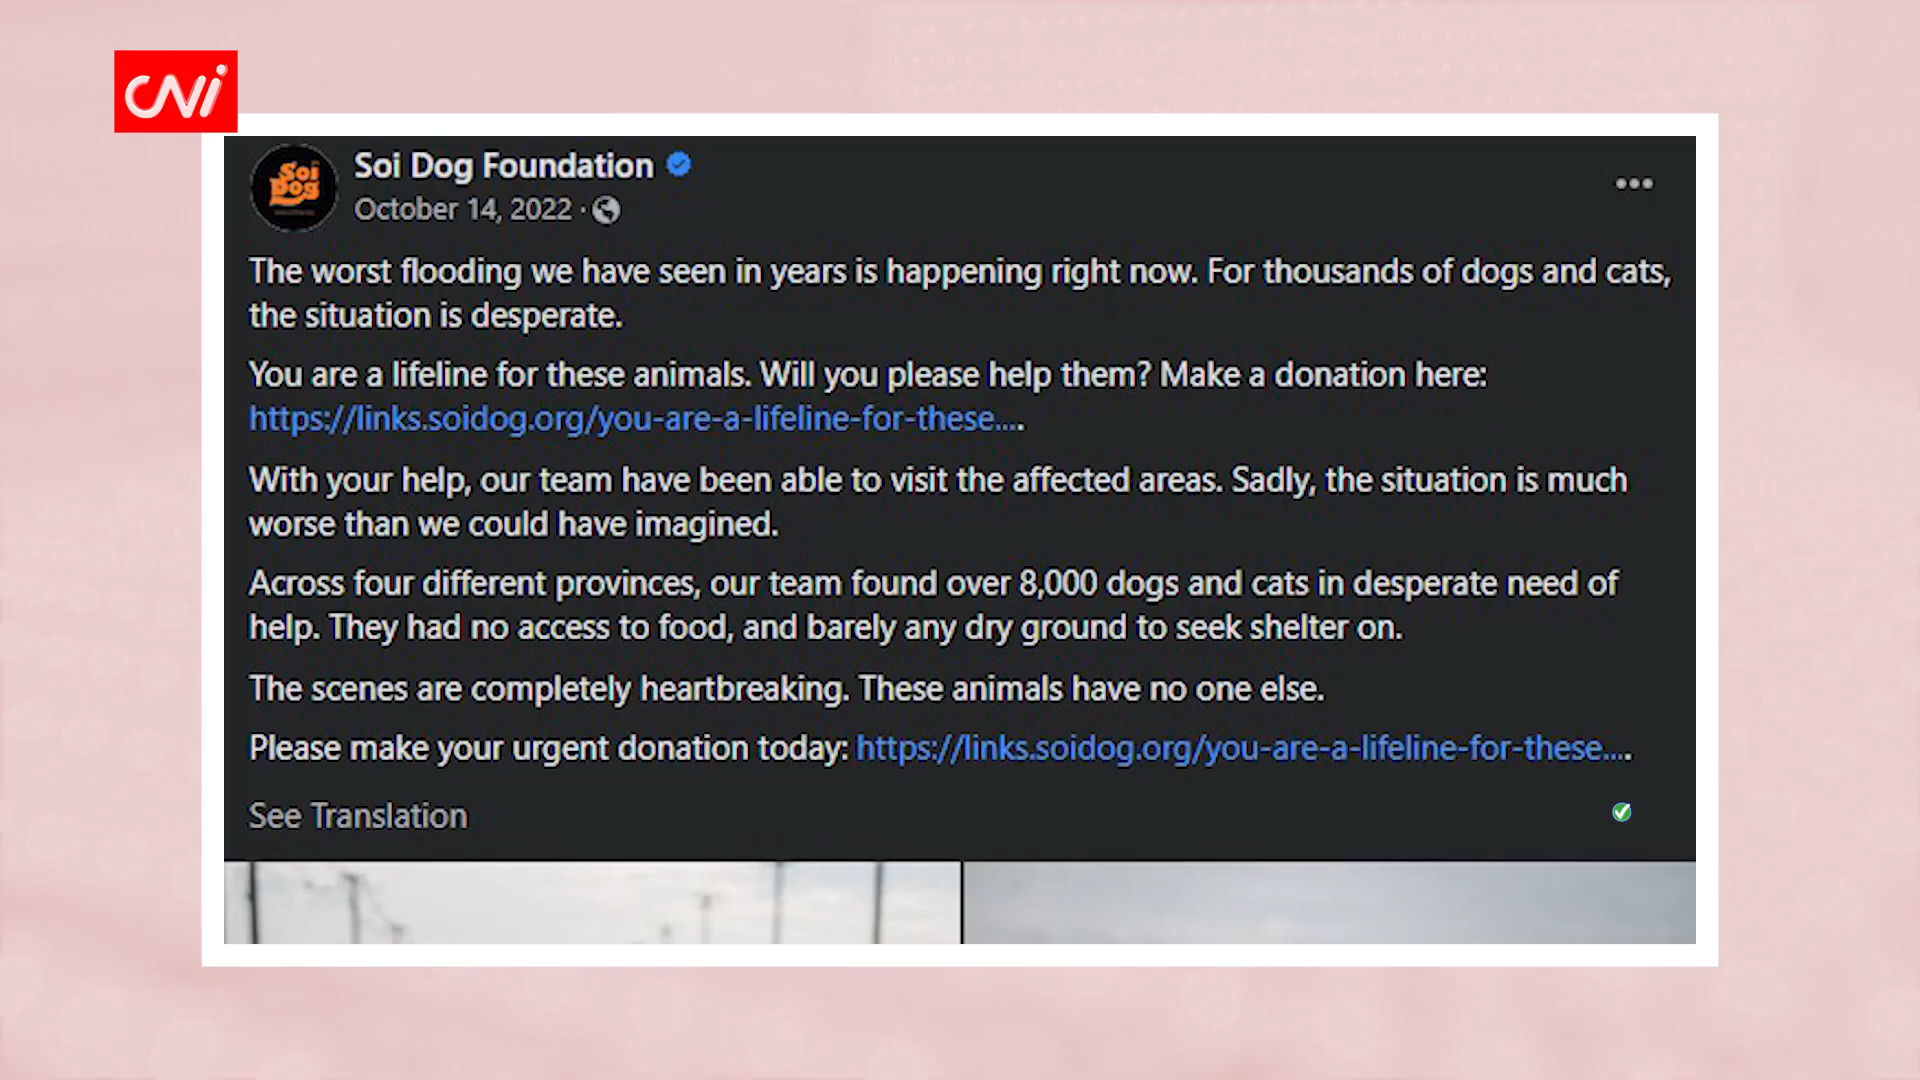 CNi
Soi Dog Foundation
Soi
Dog
October 14, 2022 ·
The worst flooding we have seen in years is happening right now. For thousands of dogs and cats,
the situation is desperate.
You are a lifeline for these animals. Will you please help them? Make a donation here:
https://links.soidog.org/you-are-a-lifeline-for-these....
With your help, our team have been able to visit the affected areas. Sadly, the situation is much
worse than we could have imagined.
Across four different provinces, our team found over 8,000 dogs and cats in desperate need of
help. They had no access to food, and barely any dry ground to seek shelter on.
The scenes are completely heartbreaking. These animals have no one else.
Please make your urgent donation today: https://links.soidog.org/you-are-a-lifeline-for-these....
See Translation